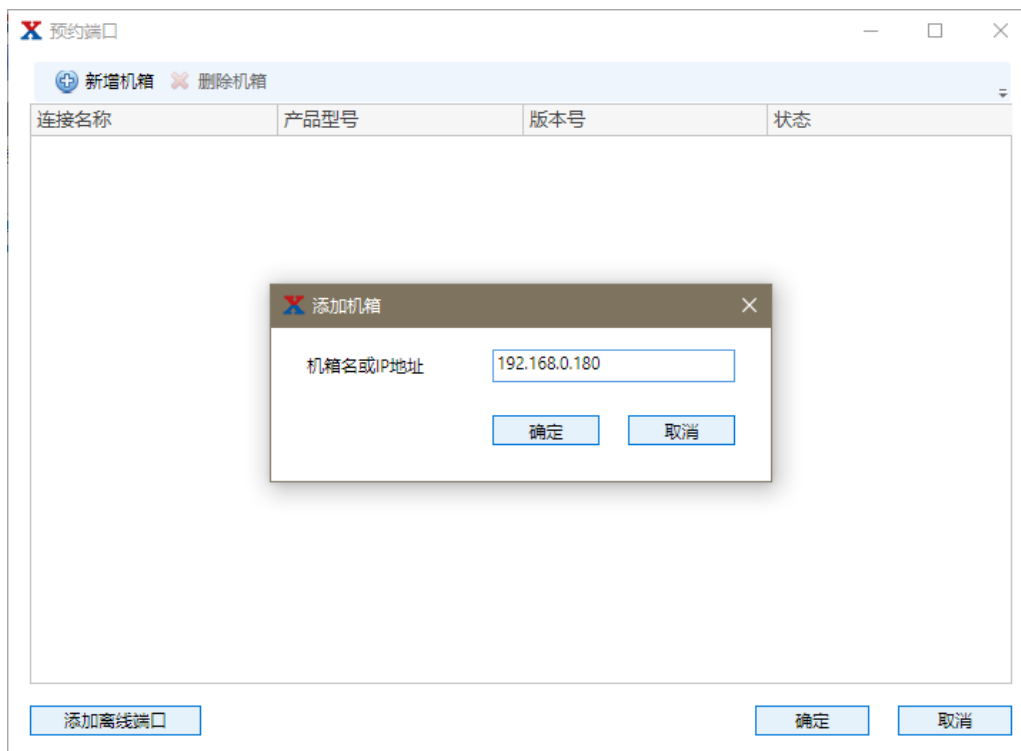 预约端口
新增机箱 删除机箱
连接名称 产品型号 版本号 状态
添加机箱
机箱名或IP地址 192.168.0.180
确定 取消
添加离线端口 确定 取消